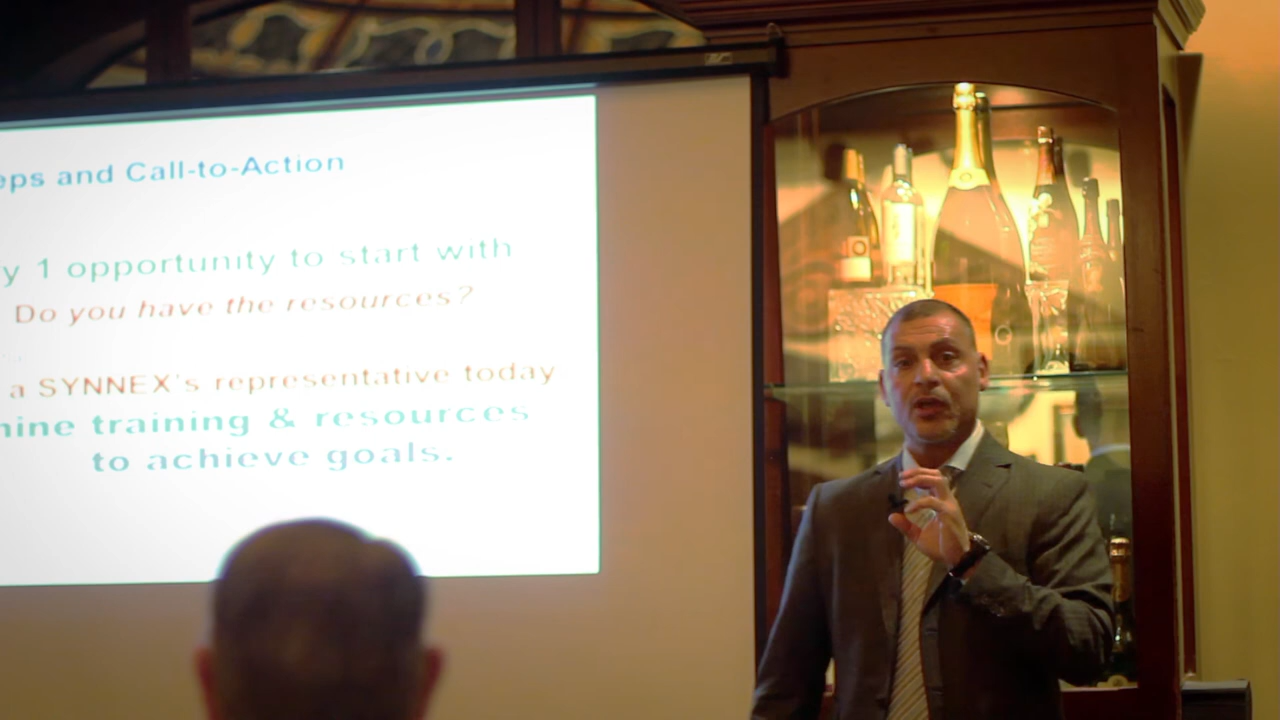 eps and Call-to-Action
y 1 opportunity to start with
Do you have the resources?
a SYNNEX's representative today
nine training & resources
to achieve goals.